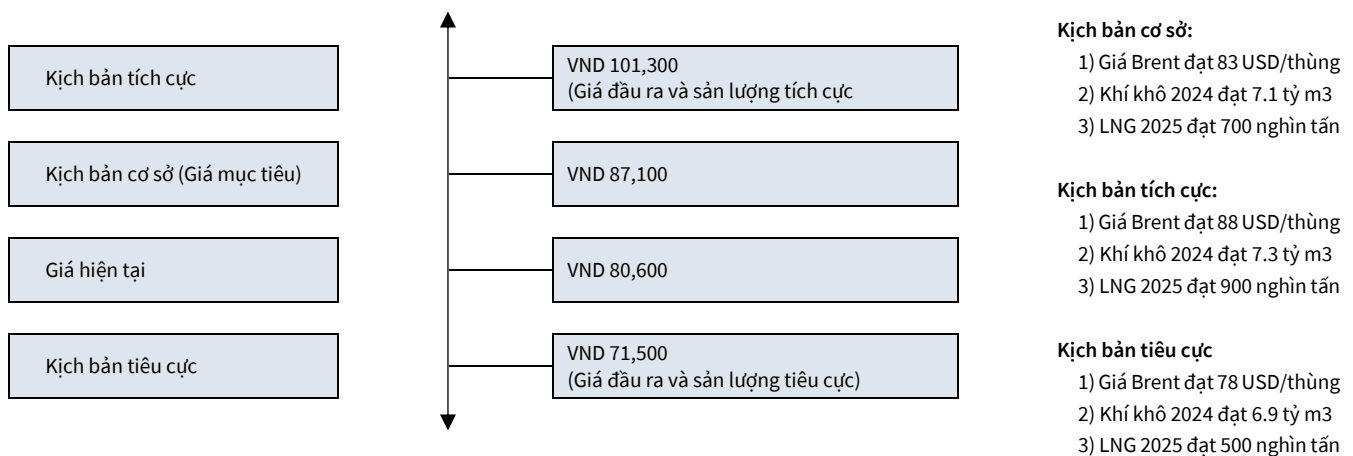 Kịch bản tích cực
VND 101,300
(Giá đầu ra và sản lượng tích cực
Kịch bản cơ sở (Giá mục tiêu)
VND 87,100
Giá hiện tại
VND 80,600
Kịch bản tiêu cực
VND 71,500
(Giá đầu ra và sản lượng tiêu cực)
Kịch bản cơ sở:
1) Giá Brent đạt 83 USD/thùng
2) Khí khô 2024 đạt 7.1 tỷ m3
3) LNG 2025 đạt 700 nghìn tấn
Kịch bản tích cực:
1) Giá Brent đạt 88 USD/thùng
2) Khí khô 2024 đạt 7.3 tỷ m3
3) LNG 2025 đạt 900 nghìn tấn
Kịch bản tiêu cực
1) Giá Brent đạt 78 USD/thùng
2) Khí khô 2024 đạt 6.9 tỷ m3
3) LNG 2025 đạt 500 nghìn tấn